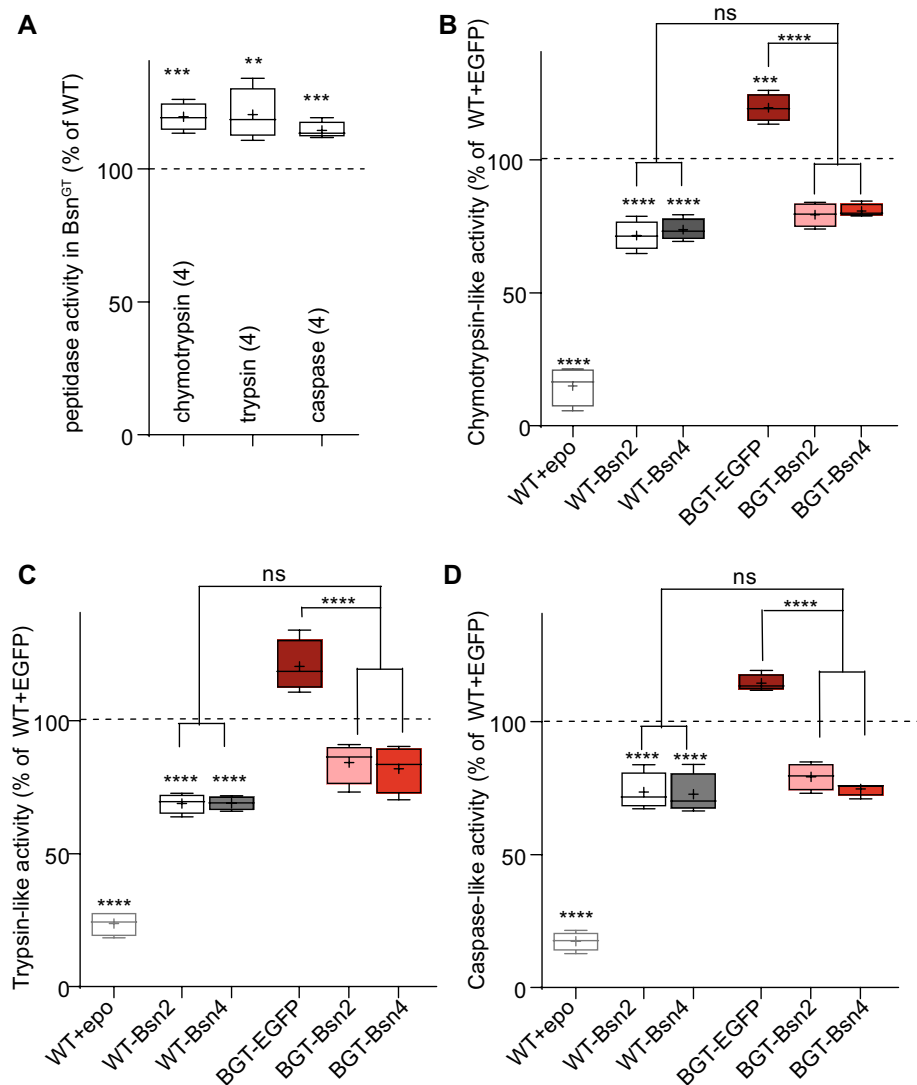 A
peptidase activity in Bsn^GT (% of WT)
100
50
0
***
**
***
chymotrypsin (4)
trypsin (4)
caspase (4)
B
Chymotrypsin-like activity (% of WT+EGFP)
100
50
0
ns
****
***
****
****
****
WT+epo
WT-Bsn2
WT-Bsn4
BGT-EGFP
BGT-Bsn2
BGT-Bsn4
C
Trypsin-like activity (% of WT+EGFP)
100
50
0
ns
****
****
****
****
WT+epo
WT-Bsn2
WT-Bsn4
BGT-EGFP
BGT-Bsn2
BGT-Bsn4
D
Caspase-like activity (% of WT+EGFP)
100
50
0
ns
****
****
****
****
WT+epo
WT-Bsn2
WT-Bsn4
BGT-EGFP
BGT-Bsn2
BGT-Bsn4